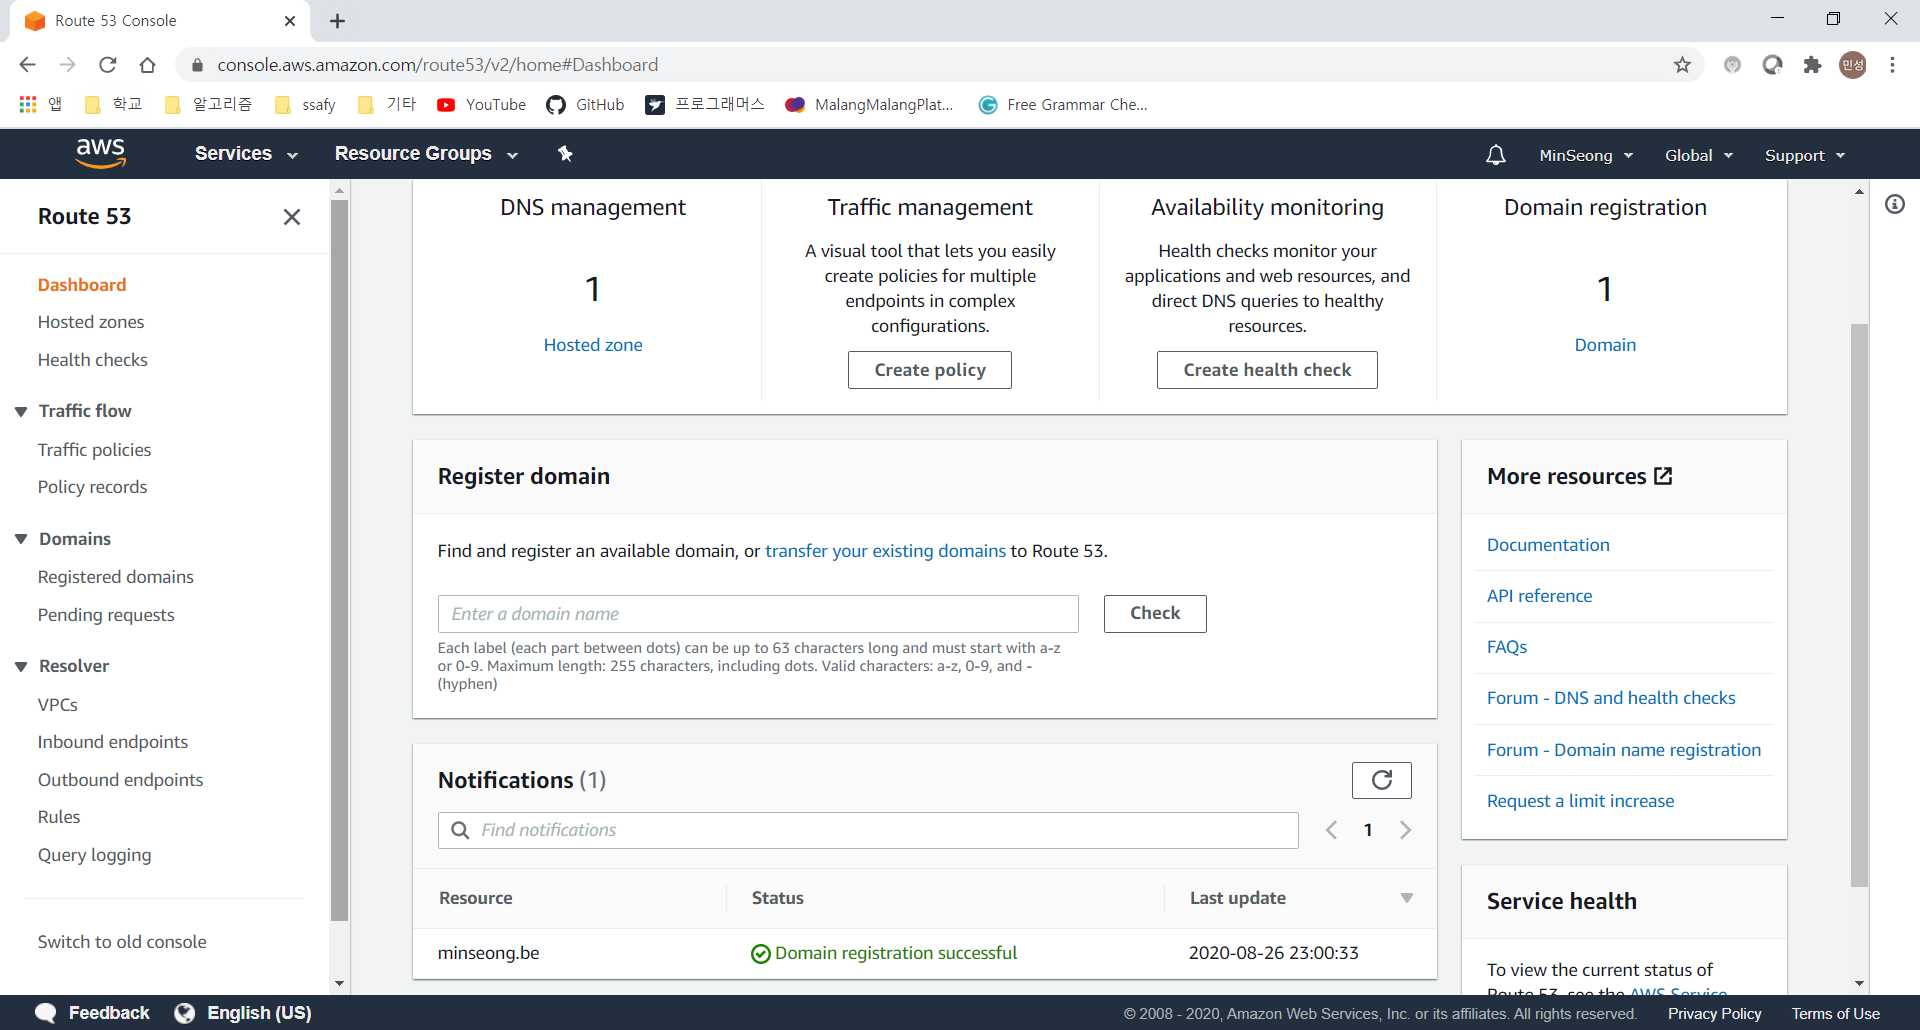 Route 53 Console
console.aws.amazon.com/route53/v2/home#Dashboard
민성
앱
학교
알고리즘
ssafy
기타
YouTube
GitHub
프로그래머스
MalangMalangPlat...
Free Grammar Che...
aws
Services
Resource Groups
MinSeong
Global
Support
Route 53
Dashboard
Hosted zones
Health checks
Traffic flow
Traffic policies
Policy records
Domains
Registered domains
Pending requests
Resolver
VPCs
Inbound endpoints
Outbound endpoints
Rules
Query logging
Switch to old console
DNS management
1
Hosted zone
Traffic management
A visual tool that lets you easily
create policies for multiple
endpoints in complex
configurations.
Create policy
Availability monitoring
Health checks monitor your
applications and web resources, and
direct DNS queries to healthy
resources.
Create health check
Domain registration
1
Domain
Register domain
Find and register an available domain, or transfer your existing domains to Route 53.
Enter a domain name
Check
Each label (each part between dots) can be up to 63 characters long and must start with a-z
or 0-9. Maximum length: 255 characters, including dots. Valid characters: a-z, 0-9, and -
(hyphen)
Notifications (1)
Find notifications
1
Resource
Status
Last update
minseong.be
Domain registration successful
2020-08-26 23:00:33
More resources
Documentation
API reference
FAQs
Forum - DNS and health checks
Forum - Domain name registration
Request a limit increase
Service health
To view the current status of
Route 53, see the AWS Service
Feedback
English (US)
© 2008 - 2020, Amazon Web Services, Inc. or its affiliates. All rights reserved.
Privacy Policy
Terms of Use